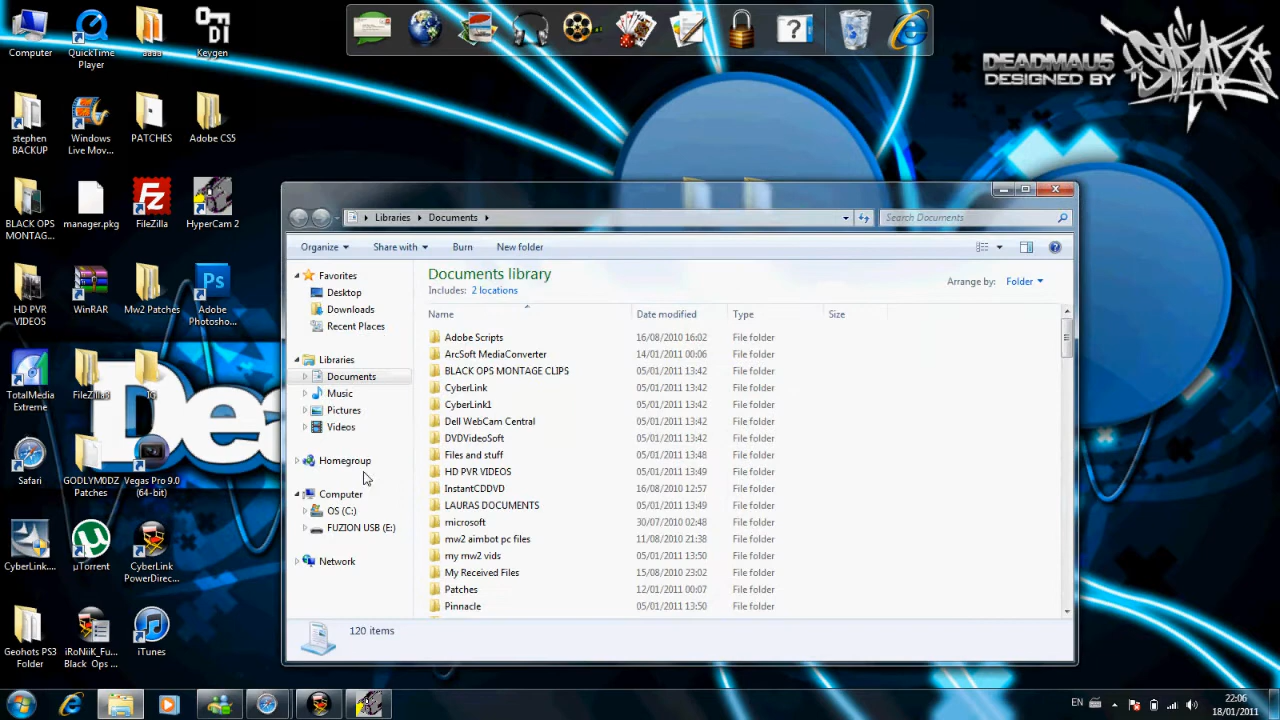 Computer
QuickTime Player
aaaa
Keygen
DEADMAU5
DESIGNED BY
stephen BACKUP
Windows Live Mov...
PATCHES
Adobe CS5
BLACK OPS MONTAG...
manager.pkg
FileZilla
HyperCam 2
HD PVR VIDEOS
WinRAR
Mw2 Patches
Adobe Photosho...
TotalMedia Extreme
FileZilla3
IG
Dea
Safari
GODLYM0DZ Patches
Vegas Pro 9.0 (64-bit)
CyberLink....
µTorrent
CyberLink PowerDirec...
Geohots PS3 Folder
iRoNiiK_Fu... Black Ops ...
iTunes
Libraries
Documents
Search Documents
Organize
Share with
Burn
New folder
Favorites
Desktop
Downloads
Recent Places
Libraries
Documents
Music
Pictures
Videos
Homegroup
Computer
OS (C:)
FUZION USB (E:)
Network
Documents library
Includes: 2 locations
Arrange by: Folder
Name Date modified Type Size
Adobe Scripts 16/08/2010 16:02 File folder
ArcSoft MediaConverter 14/01/2011 00:06 File folder
BLACK OPS MONTAGE CLIPS 05/01/2011 13:42 File folder
CyberLink 05/01/2011 13:42 File folder
CyberLink1 05/01/2011 13:42 File folder
Dell WebCam Central 05/01/2011 13:42 File folder
DVDVideoSoft 05/01/2011 13:42 File folder
Files and stuff 05/01/2011 13:48 File folder
HD PVR VIDEOS 05/01/2011 13:49 File folder
InstantCDDVD 16/08/2010 12:57 File folder
LAURAS DOCUMENTS 05/01/2011 13:49 File folder
microsoft 30/07/2010 02:48 File folder
mw2 aimbot pc files 11/08/2010 21:38 File folder
my mw2 vids 05/01/2011 13:50 File folder
My Received Files 15/08/2010 23:02 File folder
Patches 12/01/2011 00:07 File folder
Pinnacle 05/01/2011 13:50 File folder
120 items
EN
22:06
18/01/2011